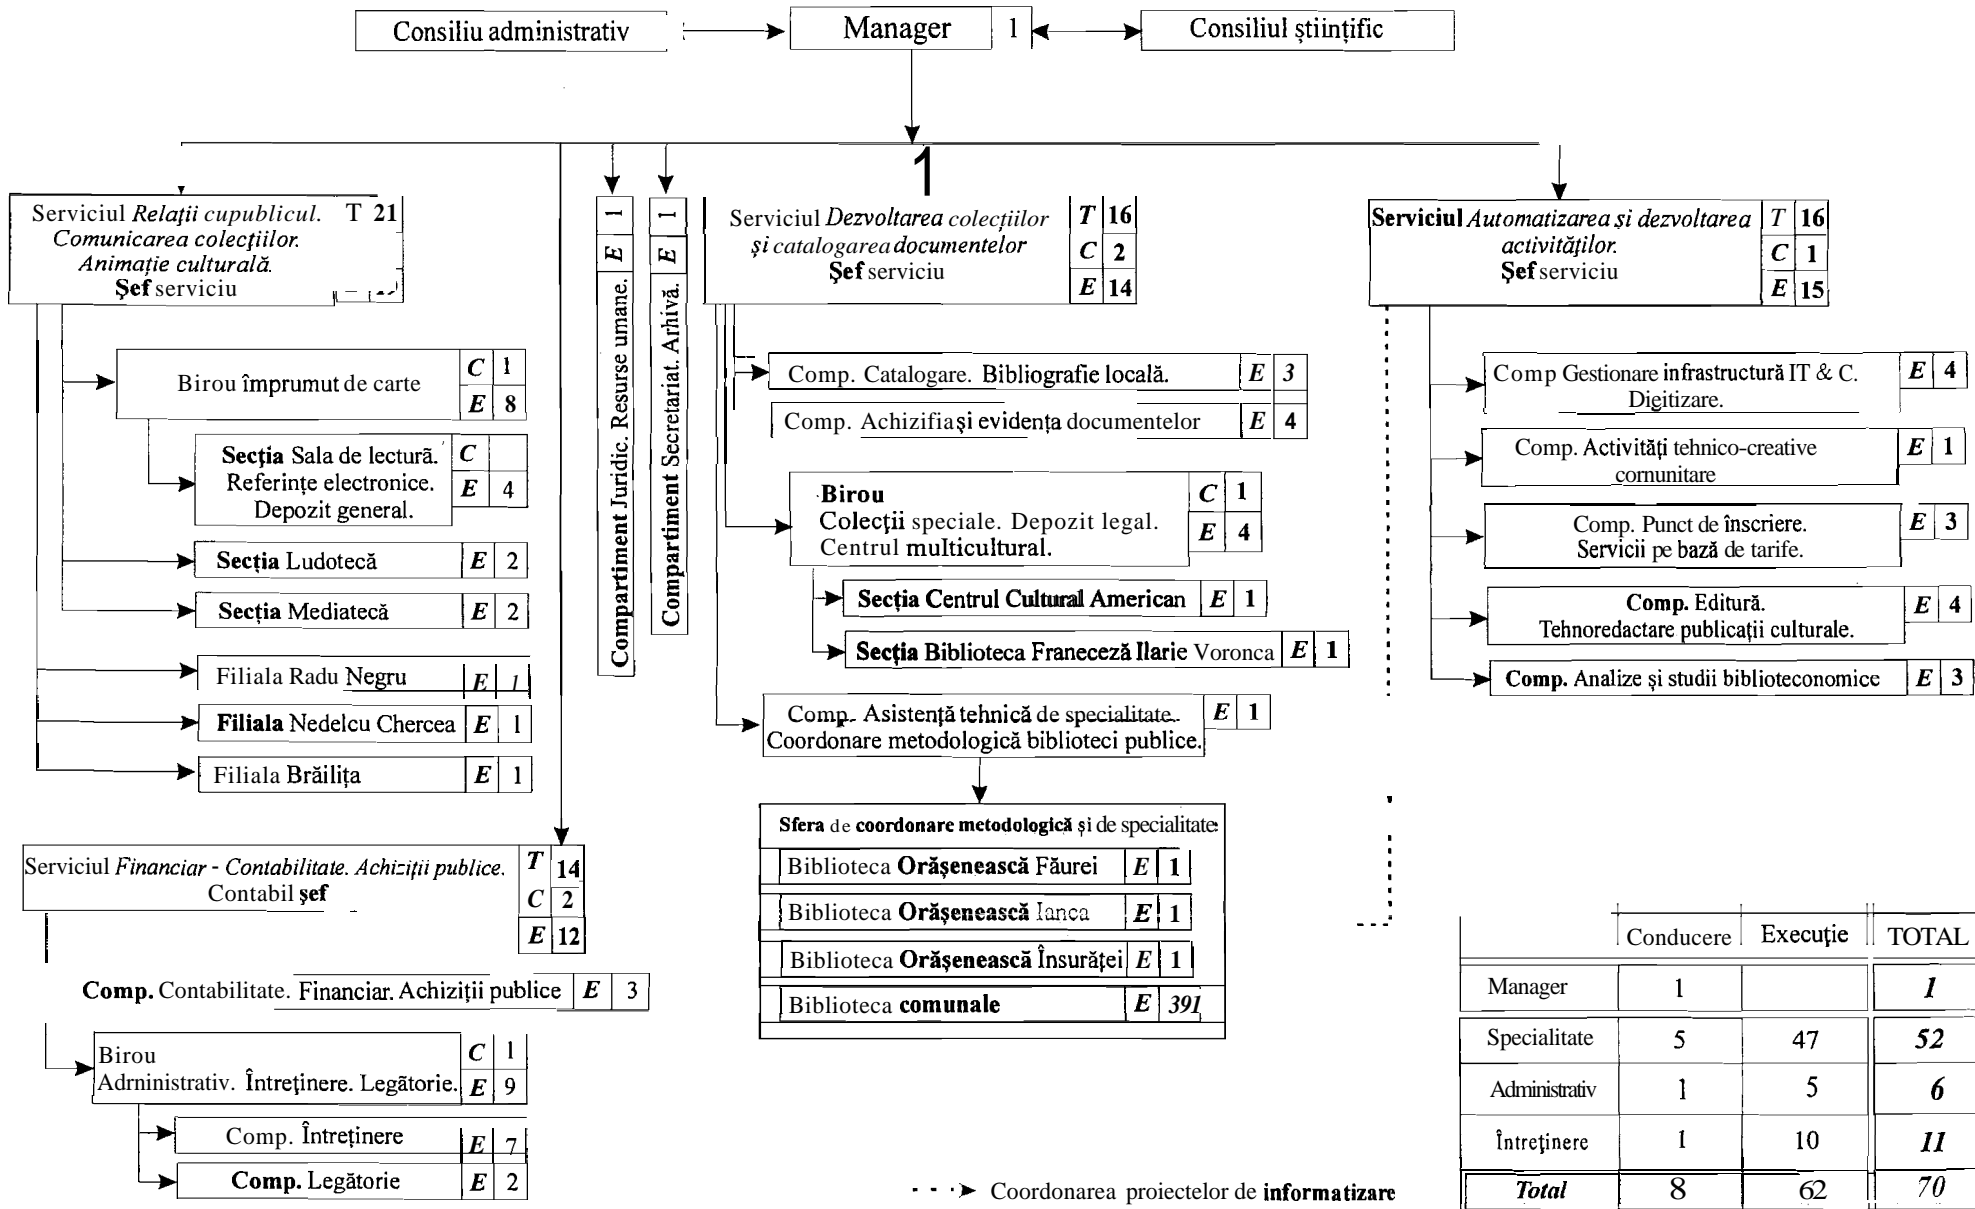 Consiliu administrativ
Manager 1
Consiliul științific
1
Serviciul Relații cupublicul. T 21
Comunicarea colecțiilor.
Animație culturală.
Șef serviciu
Birou împrumut de carte C 1
E 8
Secția Sala de lectură. C
Referințe electronice. E 4
Depozit general.
Secția Ludotecă E 2
Secția Mediatecă E 2
Filiala Radu Negru E 1
Filiala Nedelcu Chercea E 1
Filiala Brăilița E 1
Serviciul Financiar - Contabilitate. Achiziții publice. T 14
Contabil șef C 2
E 12
Comp. Contabilitate. Financiar. Achiziții publice E 3
Birou C 1
Adrninistrativ. Întreținere. Legãtorie. E 9
Comp. Întreținere E 7
Comp. Legătorie E 2
Compartiment Juridic. Resurse umane. E 1
Compartiment Secretariat. Arhivă. E 1
Serviciul Dezvoltarea colecțiilor T 16
și catalogarea documentelor C 2
Șef serviciu E 14
Comp. Catalogare. Bibliografie locală. E 3
Comp. Achizifia și evidența documentelor E 4
Birou C 1
Colecții speciale. Depozit legal. E 4
Centrul multicultural.
Secția Centrul Cultural American E 1
Secția Biblioteca Franeceză Ilarie Voronca E 1
Comp. Asistență tehnică de specialitate. E 1
Coordonare metodologică biblioteci publice.
Sfera de coordonare metodologică și de specialitate
Biblioteca Orășenească Făurei E 1
Biblioteca Orășenească Ianca E 1
Biblioteca Orășenească Însurăței E 1
Biblioteca comunale E 391
Serviciul Automatizarea și dezvoltarea T 16
activităților. C 1
Șef serviciu E 15
Comp Gestionare infrastructură IT & C. E 4
Digitizare.
Comp. Activități tehnico-creative E 1
cornunitare
Comp. Punct de înscriere. E 3
Servicii pe bază de tarife.
Comp. Editură. E 4
Tehnoredactare publicații culturale.
Comp. Analize și studii biblioteconomice E 3
Coordonarea proiectelor de informatizare
Conducere Execuție TOTAL
Manager 1 1
Specialitate 5 47 52
Administrativ 1 5 6
Întreținere 1 10 11
Total 8 62 70